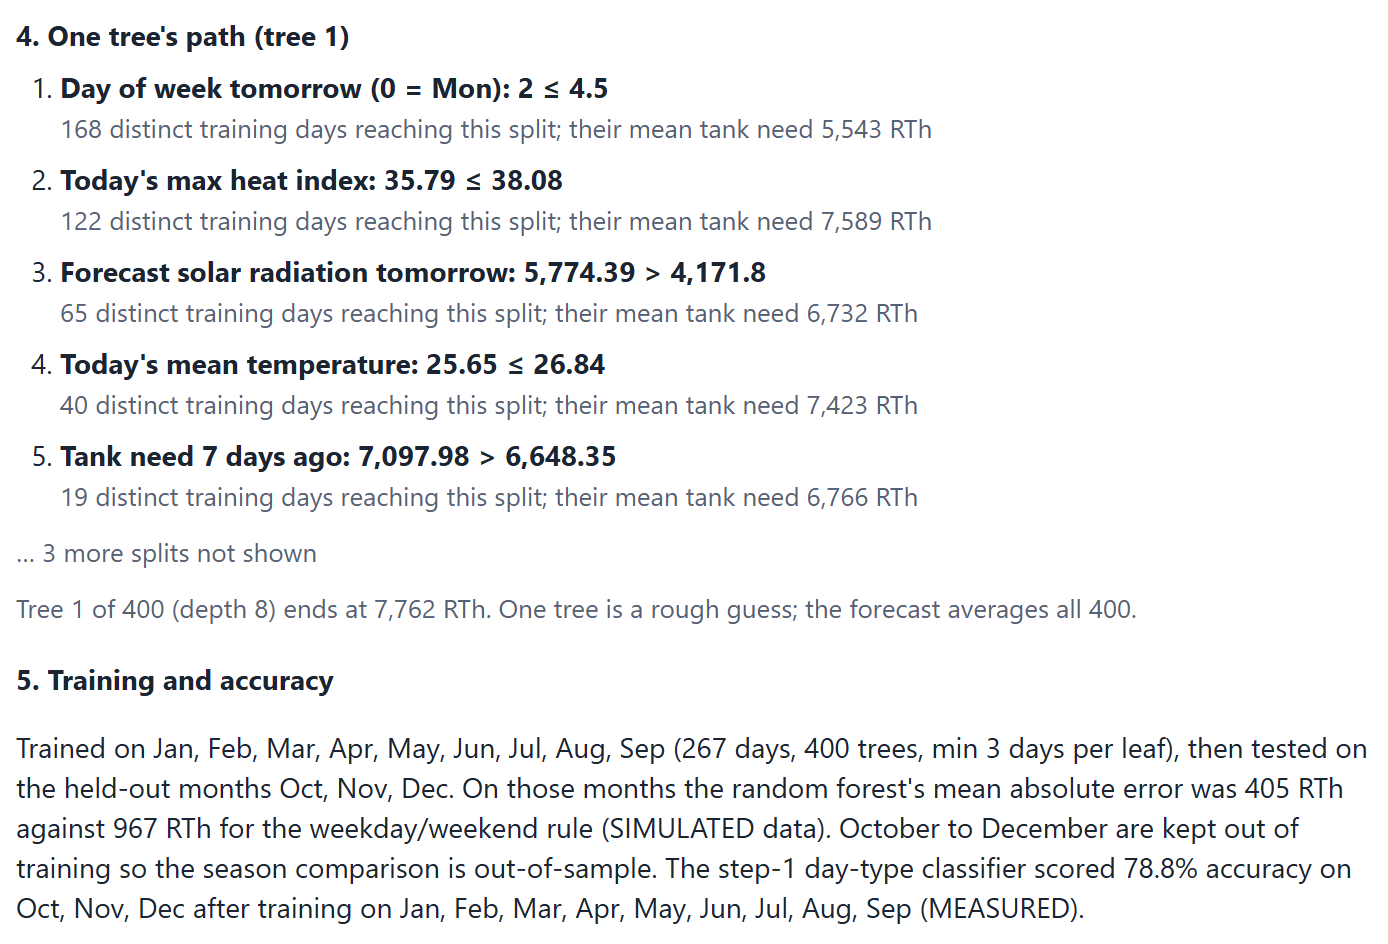 4. One tree's path (tree 1)
1. Day of week tomorrow (0 = Mon): 2 ≤ 4.5
168 distinct training days reaching this split; their mean tank need 5,543 RTh
2. Today's max heat index: 35.79 ≤ 38.08
122 distinct training days reaching this split; their mean tank need 7,589 RTh
3. Forecast solar radiation tomorrow: 5,774.39 > 4,171.8
65 distinct training days reaching this split; their mean tank need 6,732 RTh
4. Today's mean temperature: 25.65 ≤ 26.84
40 distinct training days reaching this split; their mean tank need 7,423 RTh
5. Tank need 7 days ago: 7,097.98 > 6,648.35
19 distinct training days reaching this split; their mean tank need 6,766 RTh
... 3 more splits not shown
Tree 1 of 400 (depth 8) ends at 7,762 RTh. One tree is a rough guess; the forecast averages all 400.
5. Training and accuracy
Trained on Jan, Feb, Mar, Apr, May, Jun, Jul, Aug, Sep (267 days, 400 trees, min 3 days per leaf), then tested on
the held-out months Oct, Nov, Dec. On those months the random forest's mean absolute error was 405 RTh
against 967 RTh for the weekday/weekend rule (SIMULATED data). October to December are kept out of
training so the season comparison is out-of-sample. The step-1 day-type classifier scored 78.8% accuracy on
Oct, Nov, Dec after training on Jan, Feb, Mar, Apr, May, Jun, Jul, Aug, Sep (MEASURED).